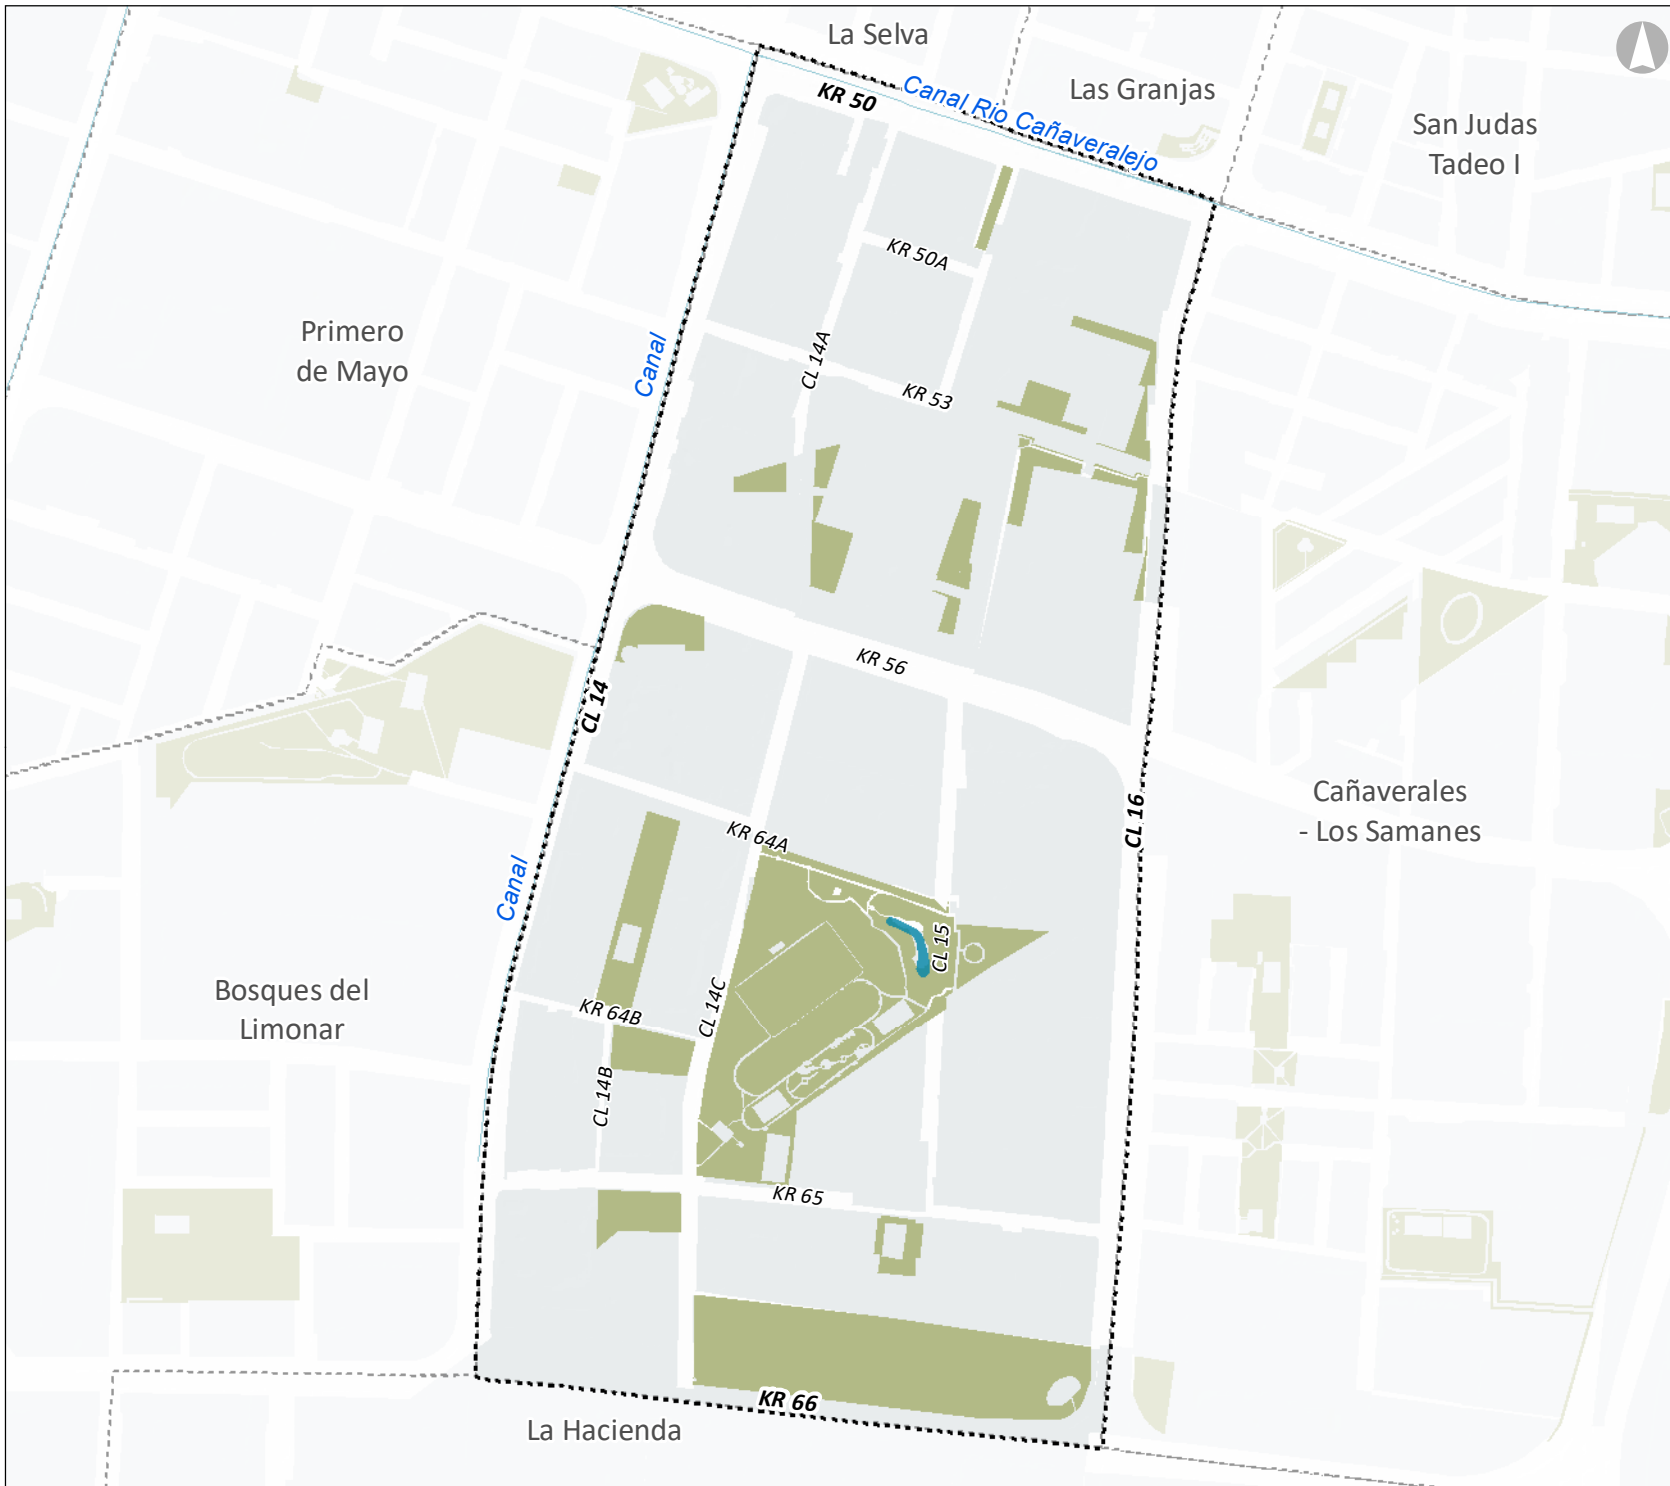 La Selva
Las Granjas
KR 50
Canal Rio Cañaveralejo
San Judas
Tadeo I
KR 50A
Primero
de Mayo
Canal
CL 14A
KR 53
KR 56
CL 14
Cañaverales
- Los Samanes
CL 16
KR 64A
Canal
CL 15
Bosques del
Limonar
KR 64B
CL 14C
CL 14B
KR 65
KR 66
La Hacienda